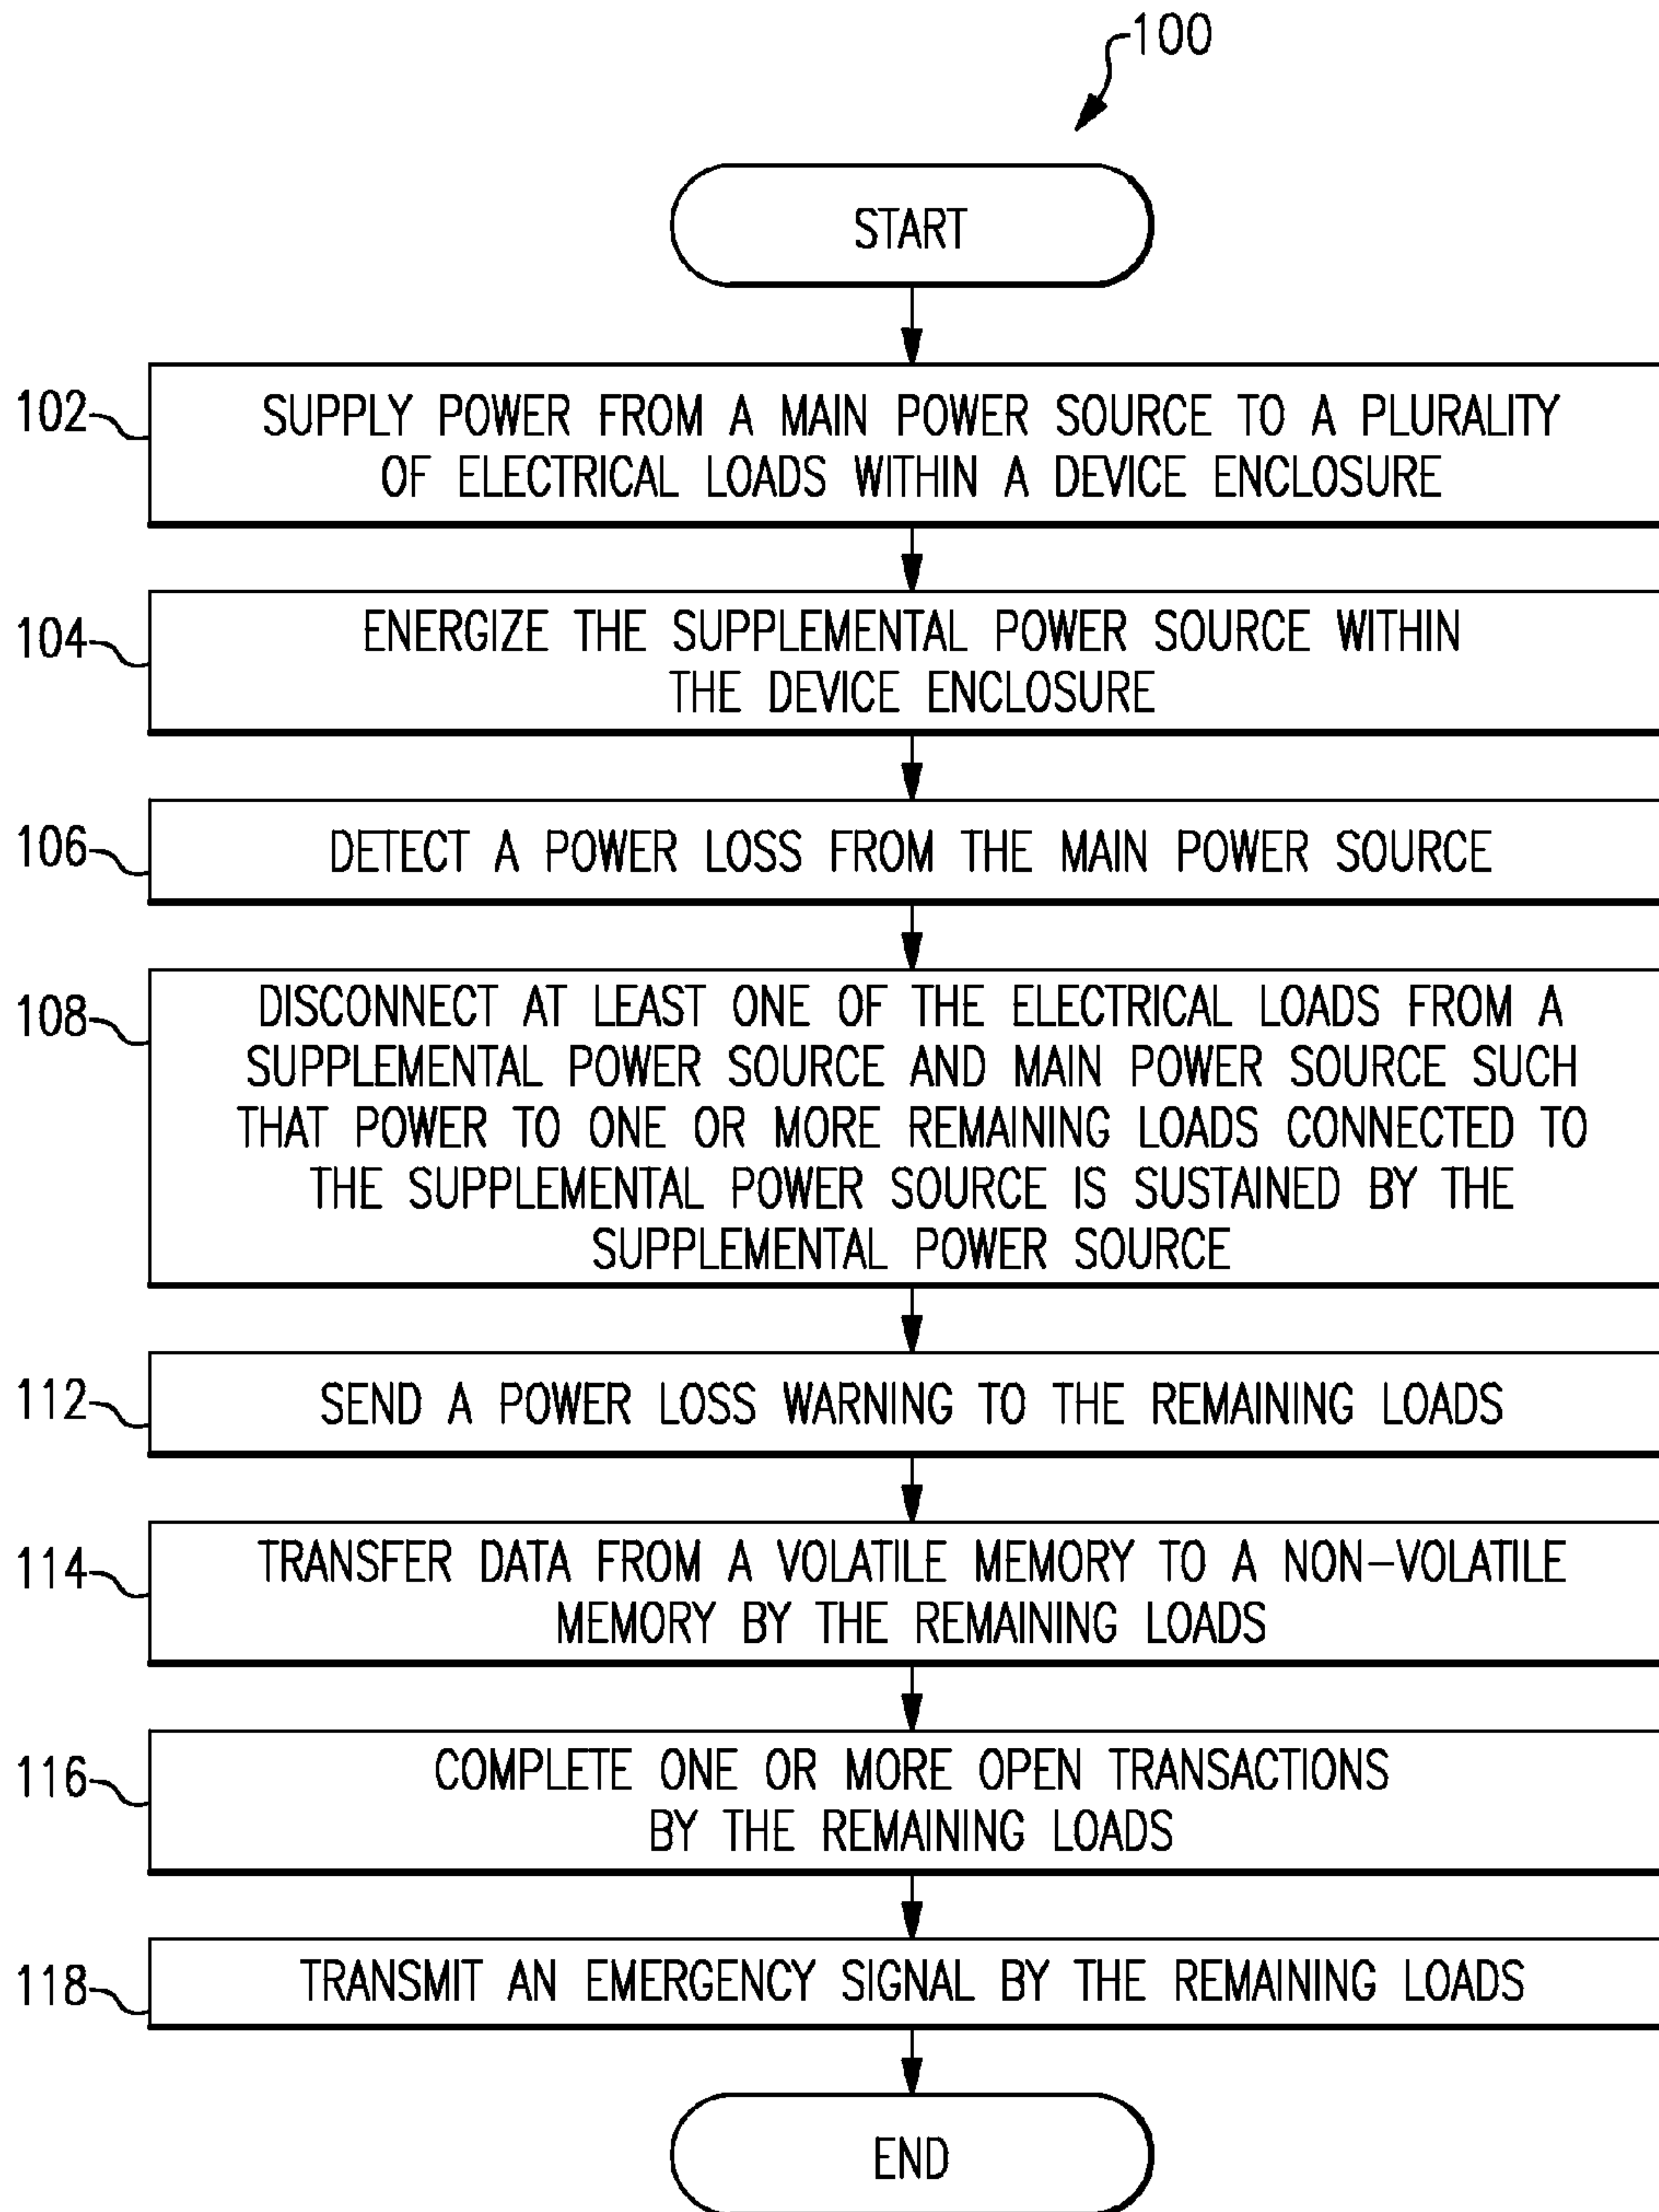 100
START
102
SUPPLY POWER FROM A MAIN POWER SOURCE TO A PLURALITY
OF ELECTRICAL LOADS WITHIN A DEVICE ENCLOSURE
104
ENERGIZE THE SUPPLEMENTAL POWER SOURCE WITHIN
THE DEVICE ENCLOSURE
106
DETECT A POWER LOSS FROM THE MAIN POWER SOURCE
108
DISCONNECT AT LEAST ONE OF THE ELECTRICAL LOADS FROM A
SUPPLEMENTAL POWER SOURCE AND MAIN POWER SOURCE SUCH
THAT POWER TO ONE OR MORE REMAINING LOADS CONNECTED TO
THE SUPPLEMENTAL POWER SOURCE IS SUSTAINED BY THE
SUPPLEMENTAL POWER SOURCE
112
SEND A POWER LOSS WARNING TO THE REMAINING LOADS
114
TRANSFER DATA FROM A VOLATILE MEMORY TO A NON-VOLATILE
MEMORY BY THE REMAINING LOADS
116
COMPLETE ONE OR MORE OPEN TRANSACTIONS
BY THE REMAINING LOADS
118
TRANSMIT AN EMERGENCY SIGNAL BY THE REMAINING LOADS
END